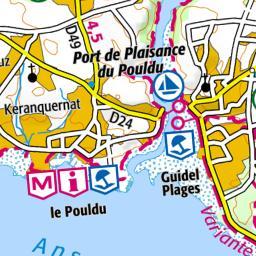 D49
4,5
uz
Port de Plaisance
du Pouldu
Keranquernat
D24
M i
Guidel
Plages
le Pouldu
Variante
Ans